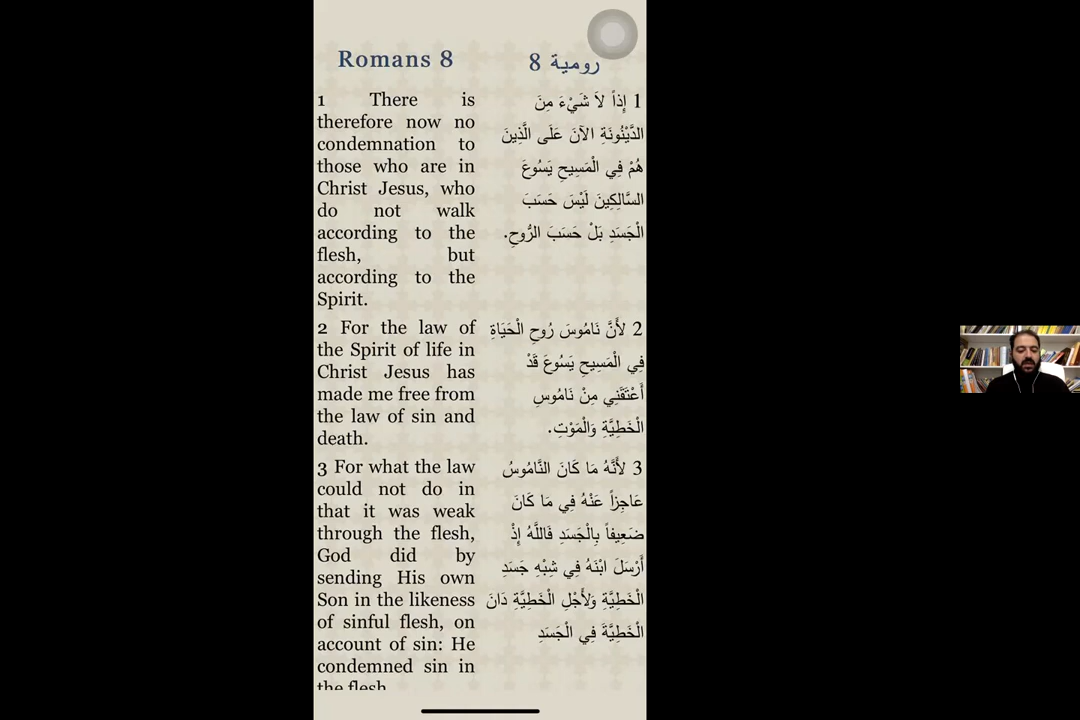 Romans 8
1 There is
therefore now no
condemnation to
those who are in
Christ Jesus, who
do not walk
according to the
flesh, but
according to the
Spirit.
2 For the law of
the Spirit of life in
Christ Jesus has
made me free from
the law of sin and
death.
3 For what the law
could not do in
that it was weak
through the flesh,
God did by
sending His own
Son in the likeness
of sinful flesh, on
account of sin: He
condemned sin in
the flesh
رومية 8
1 إِذاً لاَ شَيْءَ مِنَ
الدَّيْنُونَةِ الآنَ عَلَى الَّذِينَ
هُمْ فِي الْمَسِيحِ يَسُوعَ
السَّالِكِينَ لَيْسَ حَسَبَ
الْجَسَدِ بَلْ حَسَبَ الرُّوحِ.
2 لأَنَّ نَامُوسَ رُوحِ الْحَيَاةِ
فِي الْمَسِيحِ يَسُوعَ قَدْ
أَعْتَقَنِي مِنْ نَامُوسِ
الْخَطِيَّةِ وَالْمَوْتِ.
3 لأَنَّهُ مَا كَانَ النَّامُوسُ
عَاجِزاً عَنْهُ فِي مَا كَانَ
ضَعِيفاً بِالْجَسَدِ فَاللَّهُ إِذْ
أَرْسَلَ ابْنَهُ فِي شِبْهِ جَسَدِ
الْخَطِيَّةِ وَلأَجْلِ الْخَطِيَّةِ دَانَ
الْخَطِيَّةَ فِي الْجَسَدِ